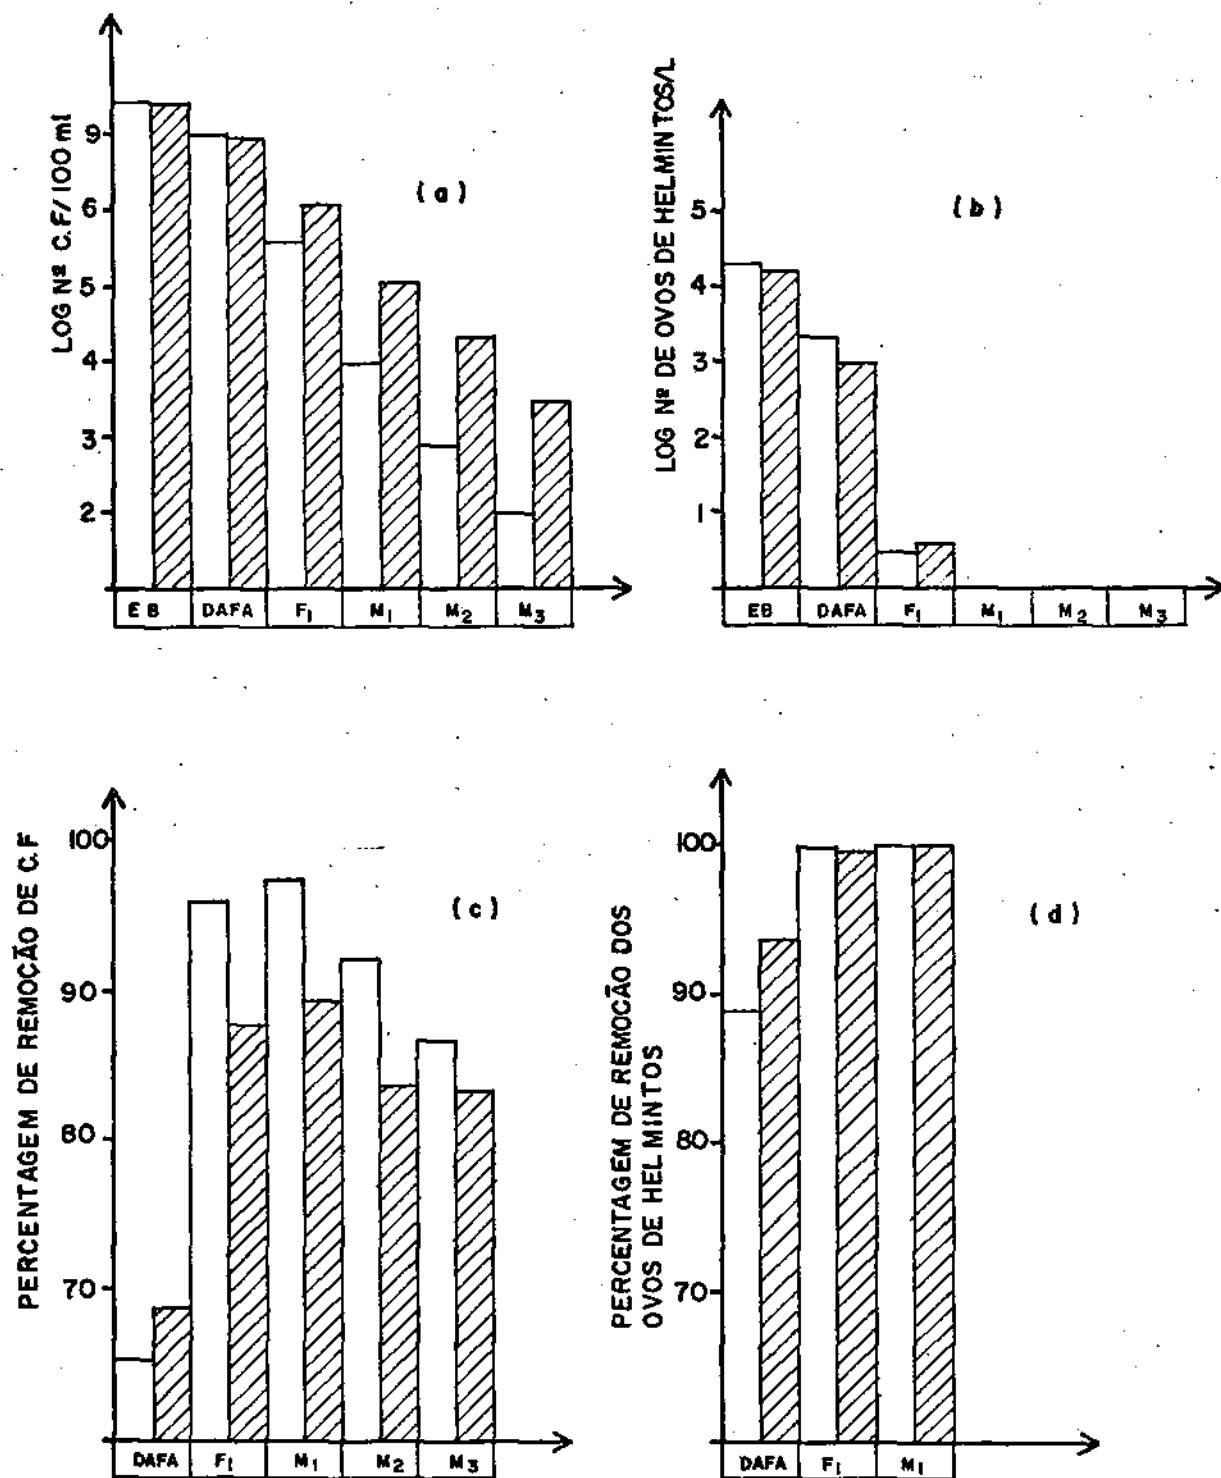 LOG Nº C.F/100 ml
9
6
5
4
3
2
(a)
EB DAFA F1 M1 M2 M3
LOG Nº DE OVOS DE HELMINTOS/L
5
4
3
2
1
(b)
EB DAFA F1 M1 M2 M3
PERCENTAGEM DE REMOÇÃO DE C.F
100
90
80
70
(c)
DAFA F1 M1 M2 M3
PERCENTAGEM DE REMOCÃO DOS
OVOS DE HELMINTOS
100
90
80
70
(d)
DAFA F1 M1